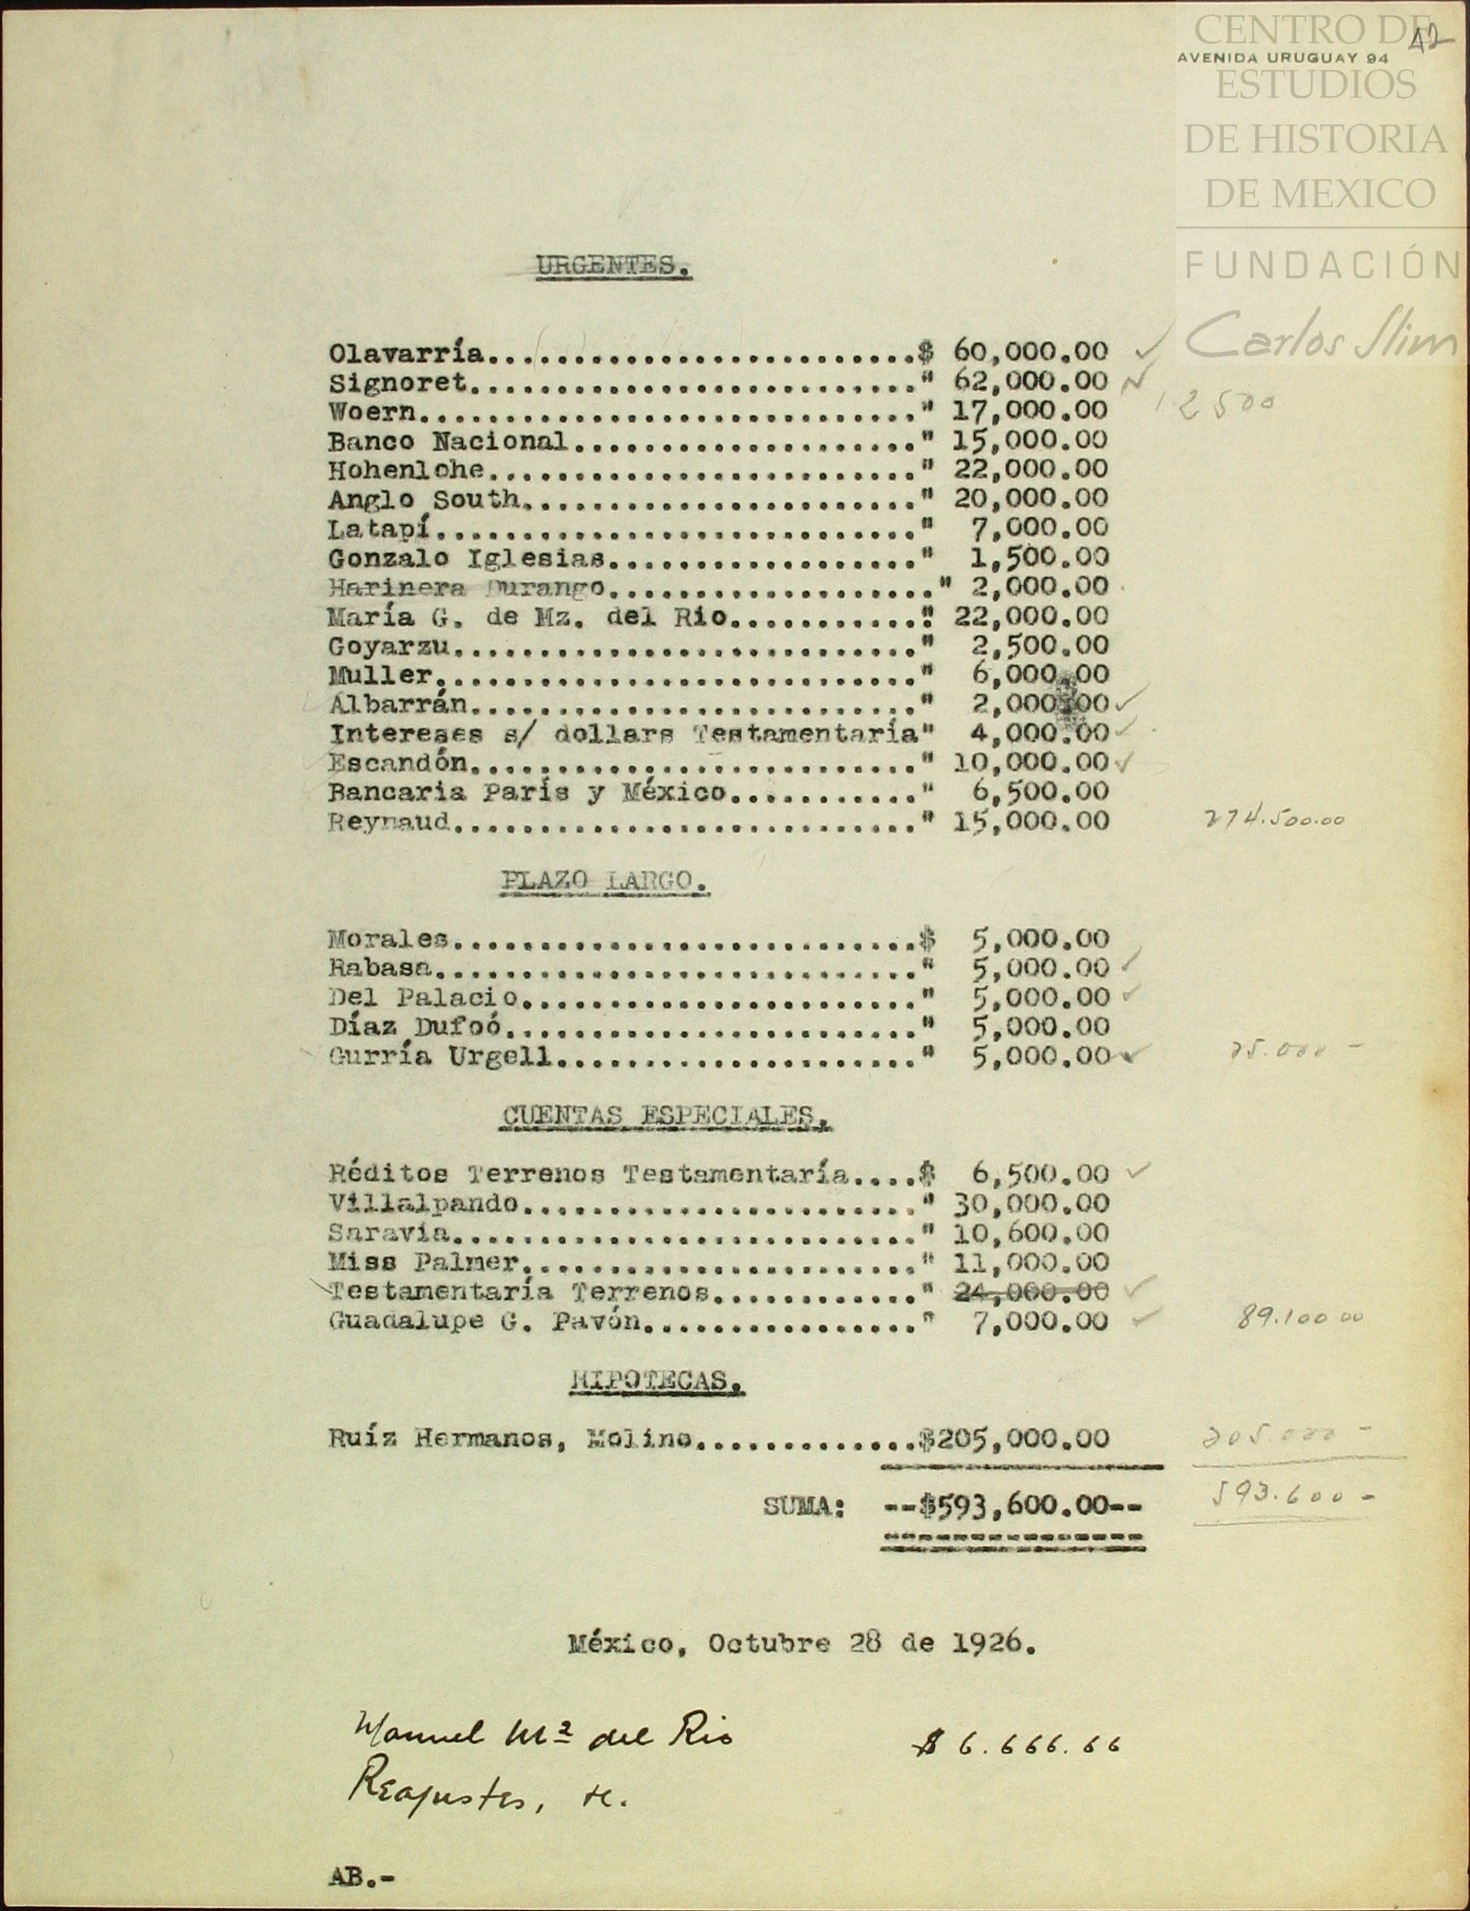 CENTRO DE
42
AVENIDA URUGUAY 94
ESTUDIOS
DE HISTORIA
DE MEXICO
FUNDACIÓN
Carlos Slim
URGENTES.
Olavarría.........................$ 60,000.00
Signoret.........................." 62,000.00
12500
Woern............................." 17,000.00
Banco Nacional...................." 15,000.00
Hohenlohe........................." 22,000.00
Anglo South......................." 20,000.00
Latapí............................" 7,000.00
Gonzalo Iglesias.................." 1,500.00
Harinera Durango..................." 2,000.00
María G. de Mz. del Rio..........." 22,000.00
Goyarzu..........................." 2,500.00
Muller............................" 6,000.00
Albarrán.........................." 2,000.00
Intereses s/ dollars Testamentaría" 4,000.00
Escandón.........................." 10,000.00
Bancaria París y México..........." 6,500.00
Reynaud..........................." 15,000.00 274.500.00
PLAZO LARGO.
Morales...........................$ 5,000.00
Rabasa............................" 5,000.00
Del Palacio......................." 5,000.00
Díaz Dufoó........................" 5,000.00
Gurría Urgell....................." 5,000.00 25.000 -
CUENTAS ESPECIALES.
Réditos Terrenos Testamentaría....$ 6,500.00
Villalpando......................." 30,000.00
Saravia..........................." 10,600.00
Miss Palmer......................." 11,000.00
Testamentaría Terrenos............" 24,000.00
Guadalupe G. Pavón................" 7,000.00 89.100 00
HIPOTECAS.
Ruíz Hermanos, Molino.............$205,000.00 205.000 -
SUMA: --$593,600.00-- 593.600 -
México, Octubre 28 de 1926.
Manuel Mz del Rio $ 6.666.66
Reajustes, &.
AB.-